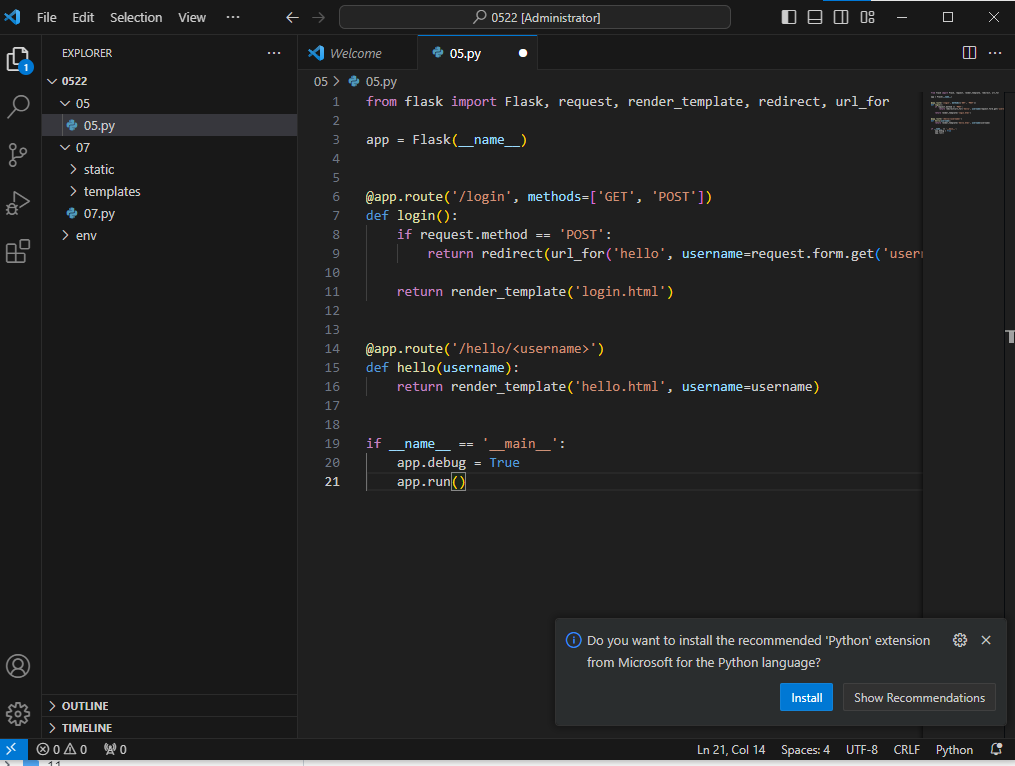 File Edit Selection View ··· 0522 [Administrator]
EXPLORER ···
0522
05
05.py
07
static
templates
07.py
env
OUTLINE
TIMELINE
Welcome 05.py
05 > 05.py
1 from flask import Flask, request, render_template, redirect, url_for
2
3 app = Flask(__name__)
4
5
6 @app.route('/login', methods=['GET', 'POST'])
7 def login():
8 if request.method == 'POST':
9 return redirect(url_for('hello', username=request.form.get('user
10
11 return render_template('login.html')
12
13
14 @app.route('/hello/<username>')
15 def hello(username):
16 return render_template('hello.html', username=username)
17
18
19 if __name__ == '__main__':
20 app.debug = True
21 app.run()
Do you want to install the recommended 'Python' extension
from Microsoft for the Python language?
Install Show Recommendations
1
0 0 0 Ln 21, Col 14 Spaces: 4 UTF-8 CRLF Python